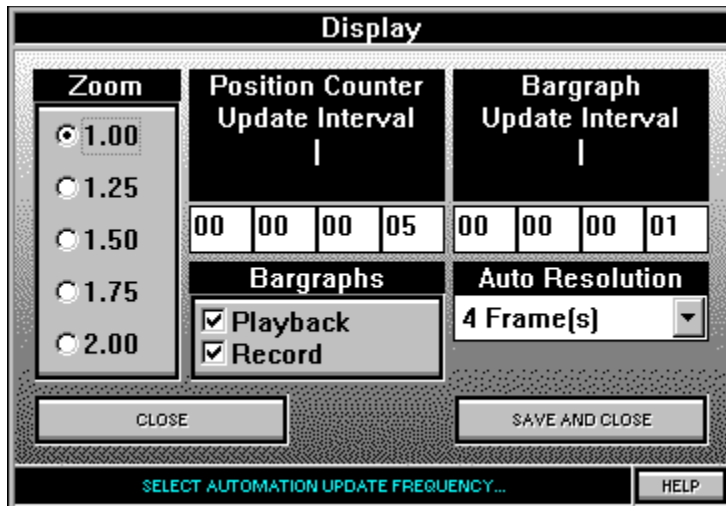 Display
Zoom
1.00
1.25
1.50
1.75
2.00
Position Counter
Update Interval
00 00 00 05
Bargraph
Update Interval
00 00 00 01
Bargraphs
Playback
Record
Auto Resolution
4 Frame(s)
CLOSE
SAVE AND CLOSE
SELECT AUTOMATION UPDATE FREQUENCY...
HELP